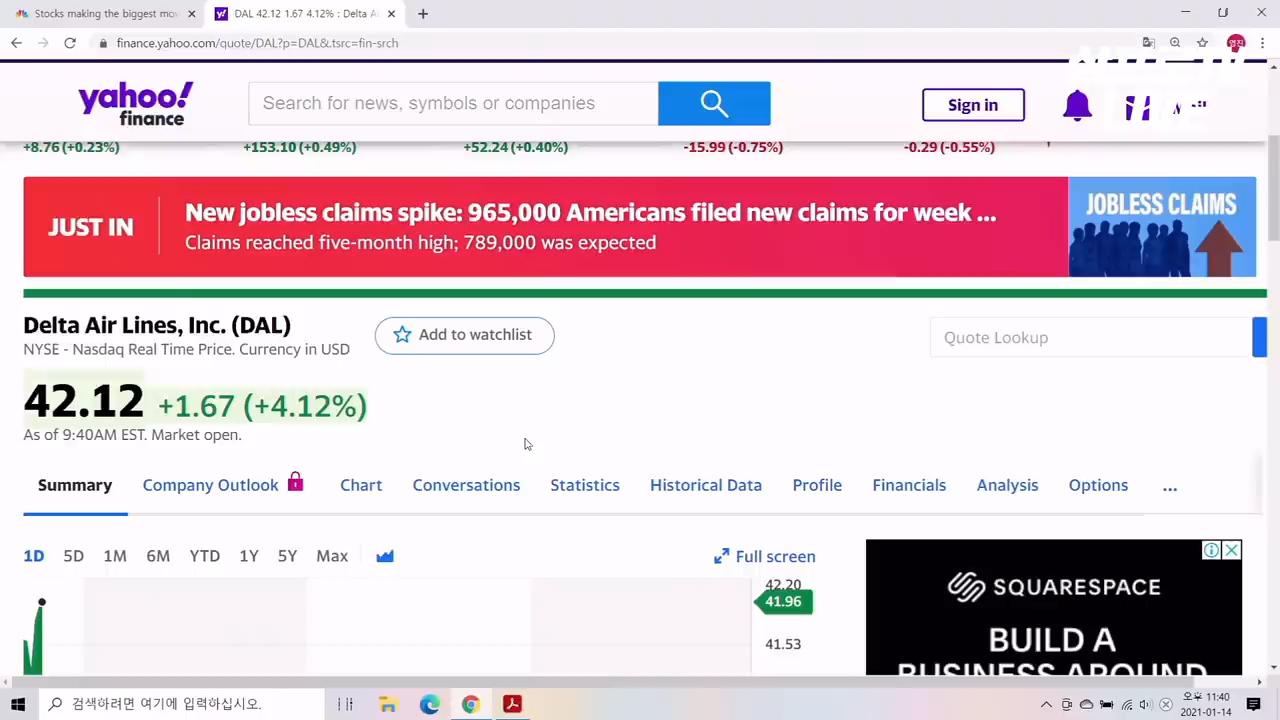 Stocks making the biggest mo
DAL 42.12 1.67 4.12% : Delta A
finance.yahoo.com/quote/DAL?p=DAL&.tsrc=fin-srch
yahoo!
finance
Search for news, symbols or companies
Sign in
+8.76 (+0.23%)
+153.10 (+0.49%)
+52.24 (+0.40%)
-15.99 (-0.75%)
-0.29 (-0.55%)
JUST IN
New jobless claims spike: 965,000 Americans filed new claims for week ...
Claims reached five-month high; 789,000 was expected
JOBLESS CLAIMS
Delta Air Lines, Inc. (DAL)
NYSE - Nasdaq Real Time Price. Currency in USD
Add to watchlist
Quote Lookup
42.12 +1.67 (+4.12%)
As of 9:40AM EST. Market open.
Summary
Company Outlook
Chart
Conversations
Statistics
Historical Data
Profile
Financials
Analysis
Options
...
1D 5D 1M 6M YTD 1Y 5Y Max
Full screen
42.20
41.96
41.53
SQUARESPACE
BUILD A
BUSINESS AROUND
검색하려면 여기에 입력하십시오.
오후 11:40
2021-01-14